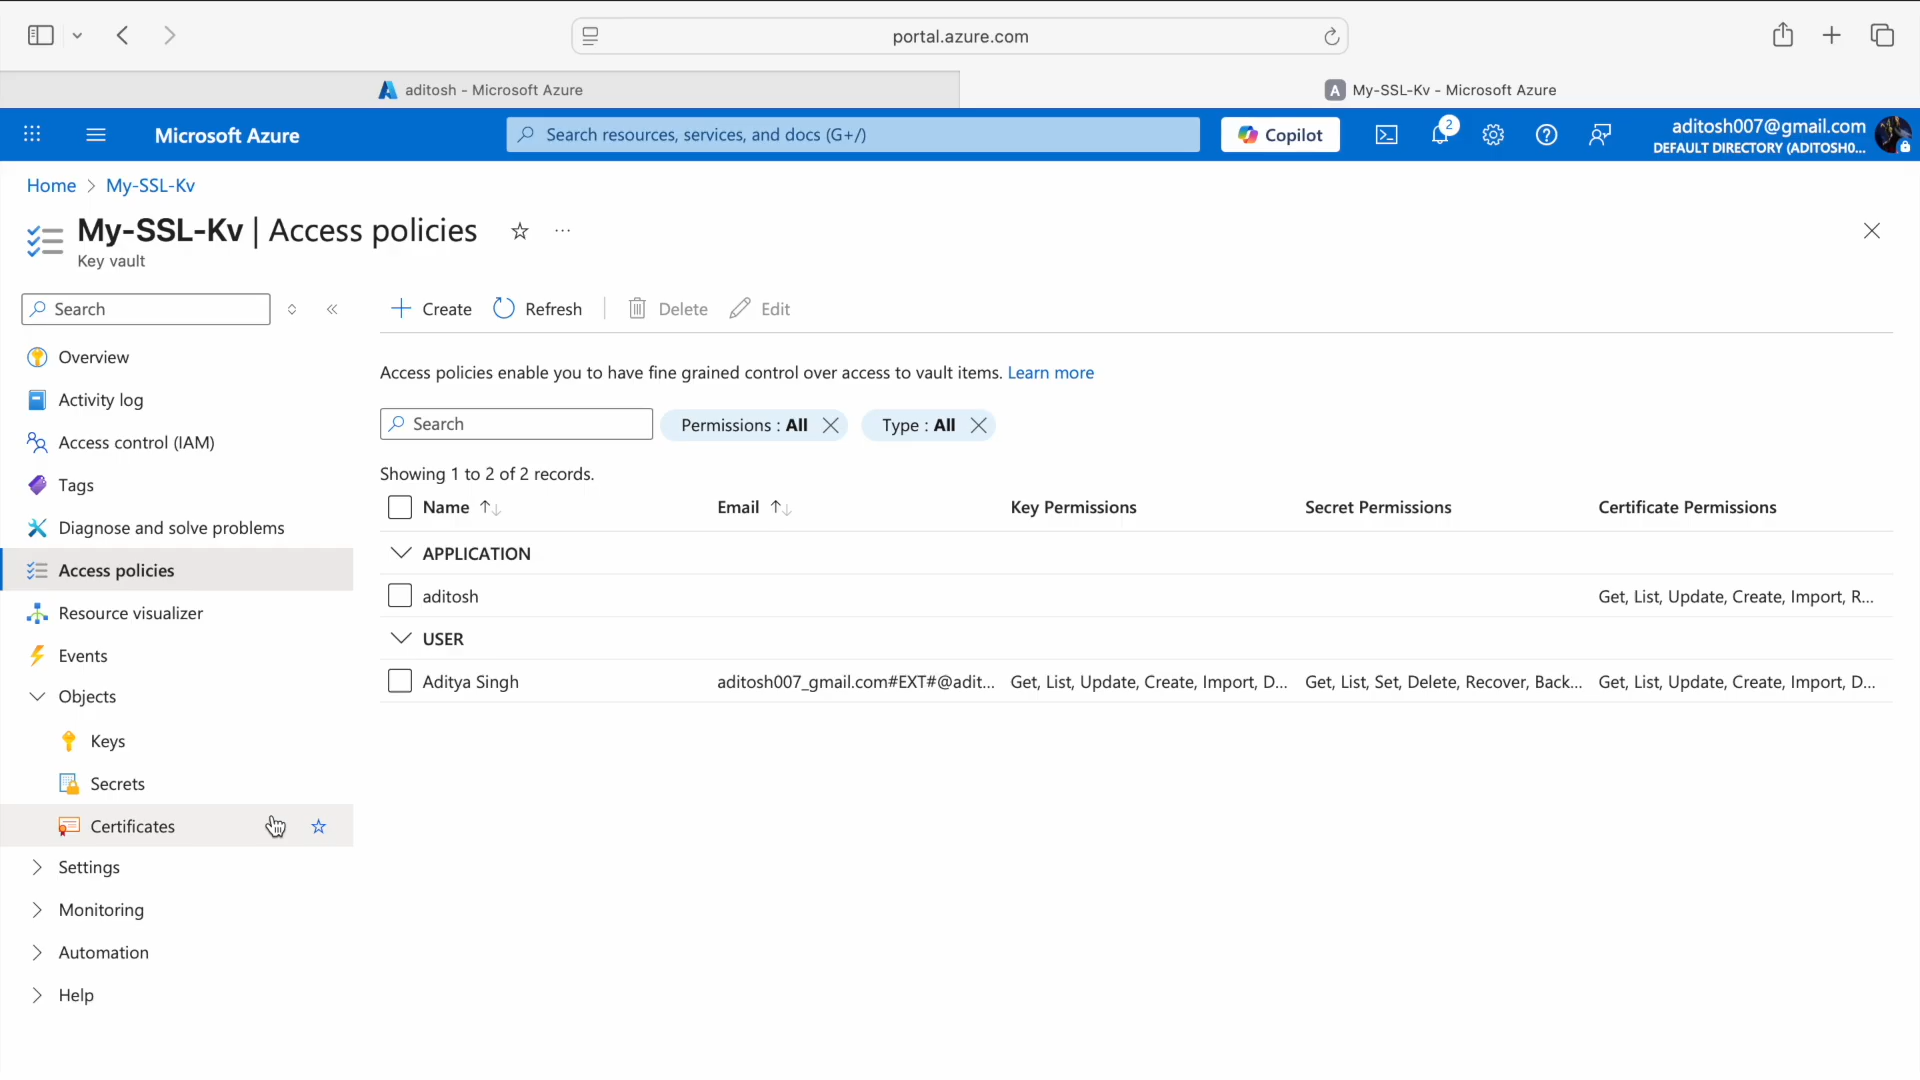 portal.azure.com
aditosh - Microsoft Azure
A My-SSL-Kv - Microsoft Azure
Microsoft Azure
Search resources, services, and docs (G+/)
Copilot
2
aditosh007@gmail.com
DEFAULT DIRECTORY (ADITOSH0...
Home > My-SSL-Kv
My-SSL-Kv | Access policies
Key vault
Search
Create Refresh Delete Edit
Overview
Activity log
Access control (IAM)
Tags
Diagnose and solve problems
Access policies
Resource visualizer
Events
Objects
Keys
Secrets
Certificates
Settings
Monitoring
Automation
Help
Access policies enable you to have fine grained control over access to vault items. Learn more
Search
Permissions : All
Type : All
Showing 1 to 2 of 2 records.
Name Email Key Permissions Secret Permissions Certificate Permissions
APPLICATION
aditosh Get, List, Update, Create, Import, R...
USER
Aditya Singh aditosh007_gmail.com#EXT#@adit... Get, List, Update, Create, Import, D... Get, List, Set, Delete, Recover, Back... Get, List, Update, Create, Import, D...